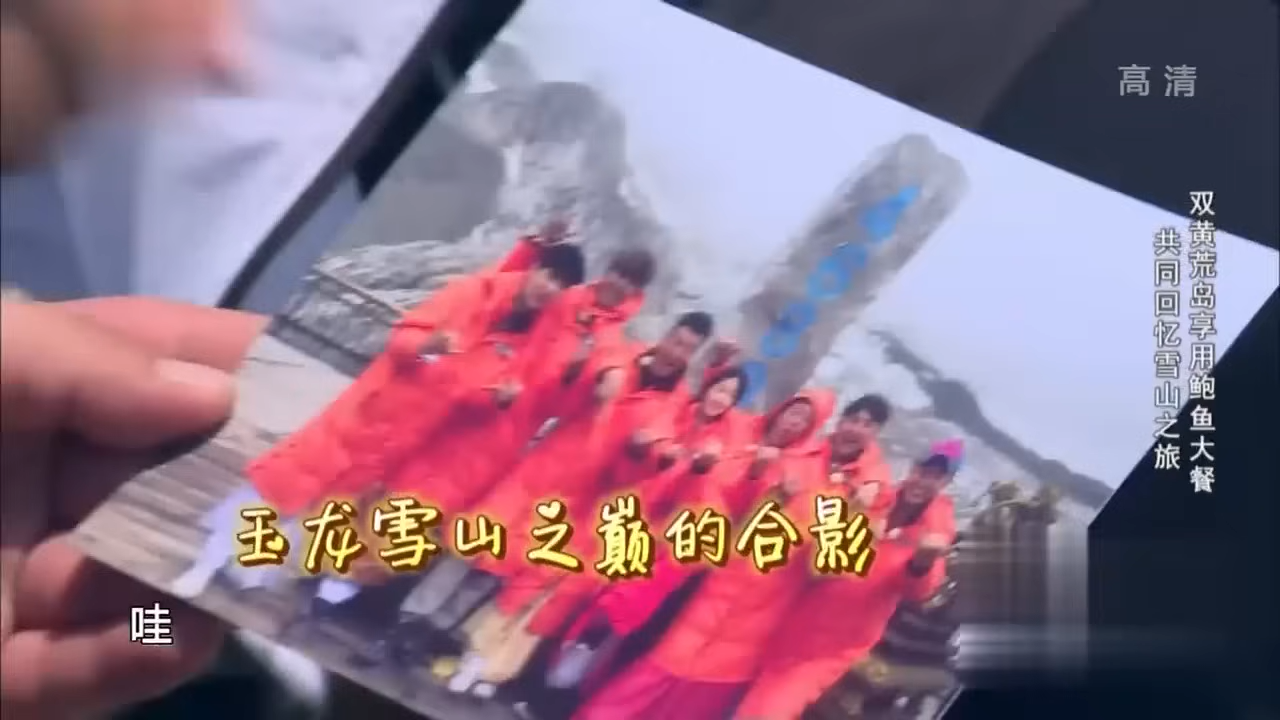 高清
双黄荒岛享用鲍鱼大餐
共同回忆雪山之旅
玉龙雪山之巅的合影
哇